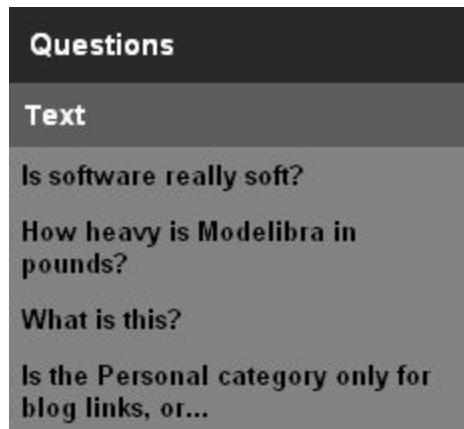 Questions
Text
Is software really soft?
How heavy is Modelibra in
pounds?
What is this?
Is the Personal category only for
blog links, or...